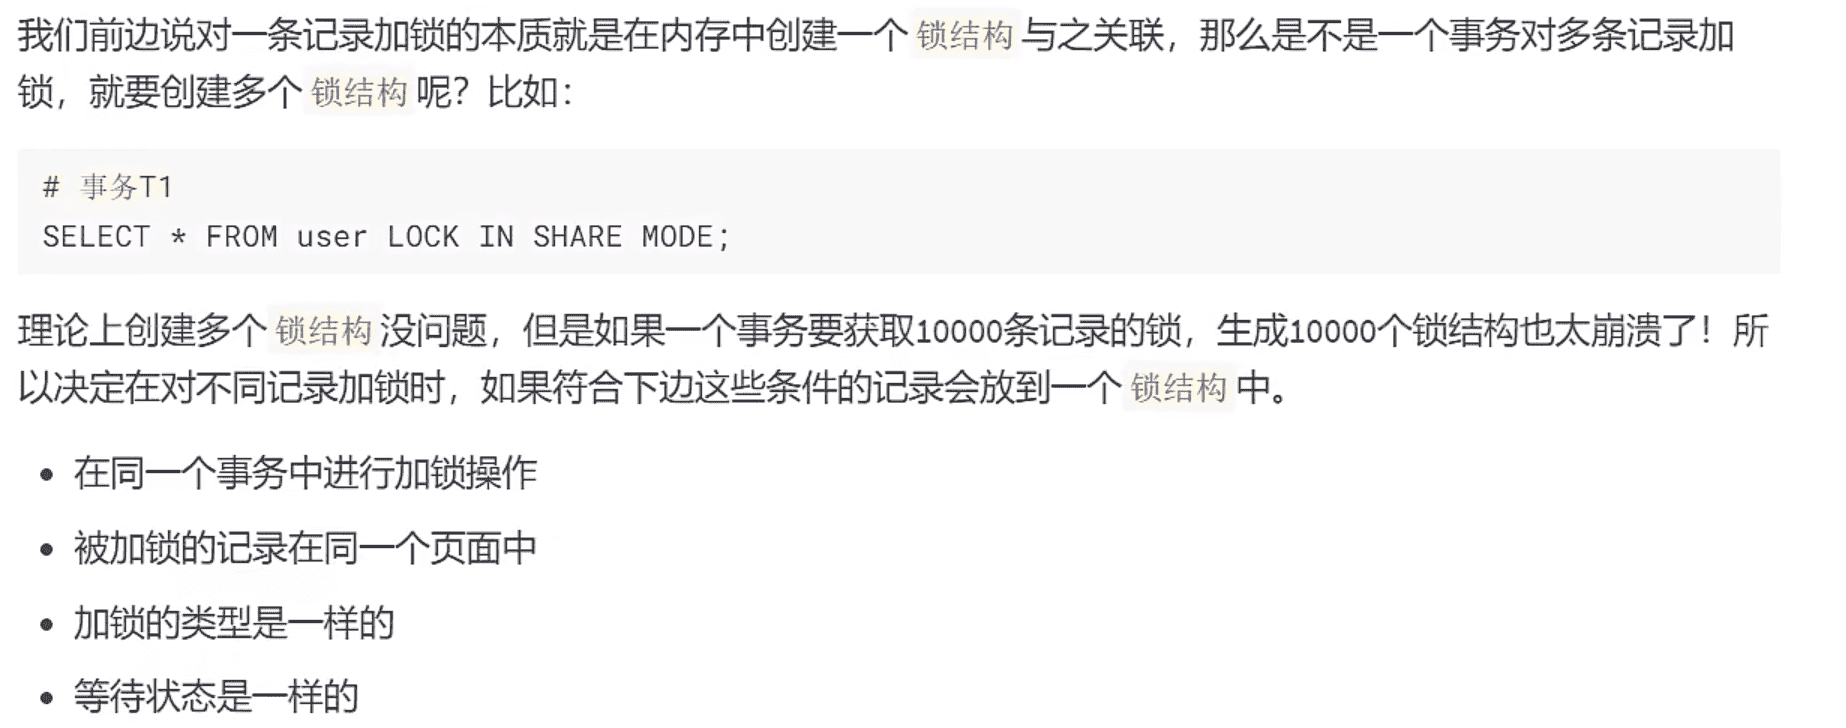 我们前边说对一条记录加锁的本质就是在内存中创建一个 锁结构 与之关联，那么是不是一个事务对多条记录加
锁，就要创建多个 锁结构 呢？比如：
# 事务T1
SELECT * FROM user LOCK IN SHARE MODE;
理论上创建多个 锁结构 没问题，但是如果一个事务要获取10000条记录的锁，生成10000个锁结构也太崩溃了！所
以决定在对不同记录加锁时，如果符合下边这些条件的记录会放到一个 锁结构 中。
• 在同一个事务中进行加锁操作
• 被加锁的记录在同一个页面中
• 加锁的类型是一样的
• 等待状态是一样的